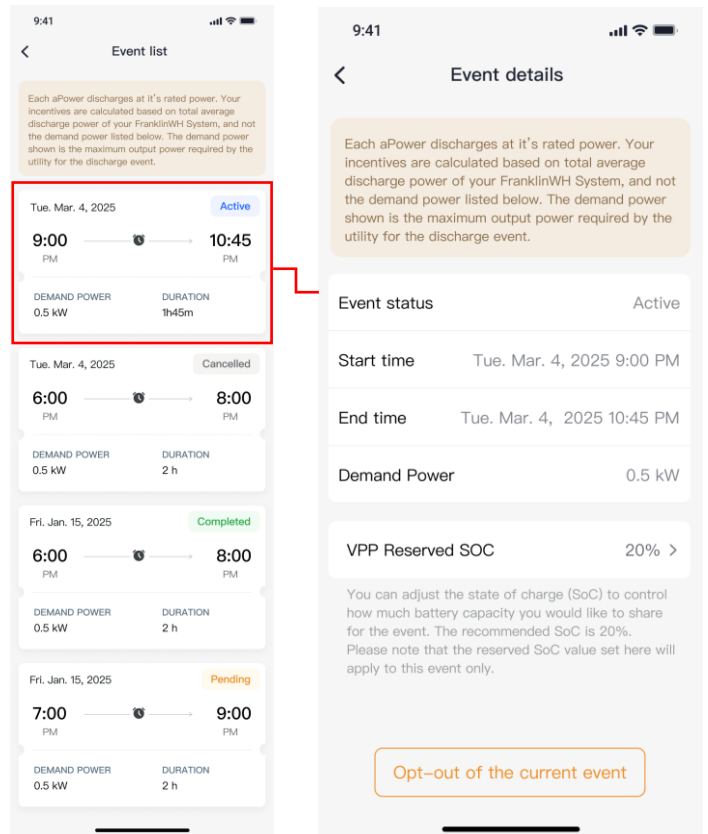 9:41
Event list
Each aPower discharges at it's rated power. Your
incentives are calculated based on total average
discharge power of your FranklinWH System, and not
the demand power listed below. The demand power
shown is the maximum output power required by the
utility for the discharge event.
Tue. Mar. 4, 2025 Active
9:00 10:45
PM PM
DEMAND POWER DURATION
0.5 kW 1h45m
Tue. Mar. 4, 2025 Cancelled
6:00 8:00
PM PM
DEMAND POWER DURATION
0.5 kW 2 h
Fri. Jan. 15, 2025 Completed
6:00 8:00
PM PM
DEMAND POWER DURATION
0.5 kW 2 h
Fri. Jan. 15, 2025 Pending
7:00 9:00
PM PM
DEMAND POWER DURATION
0.5 kW 2 h
9:41
Event details
Each aPower discharges at it's rated power. Your
incentives are calculated based on total average
discharge power of your FranklinWH System, and not
the demand power listed below. The demand power
shown is the maximum output power required by the
utility for the discharge event.
Event status Active
Start time Tue. Mar. 4, 2025 9:00 PM
End time Tue. Mar. 4, 2025 10:45 PM
Demand Power 0.5 kW
VPP Reserved SOC 20% >
You can adjust the state of charge (SoC) to control
how much battery capacity you would like to share
for the event. The recommended SoC is 20%.
Please note that the reserved SoC value set here will
apply to this event only.
Opt-out of the current event